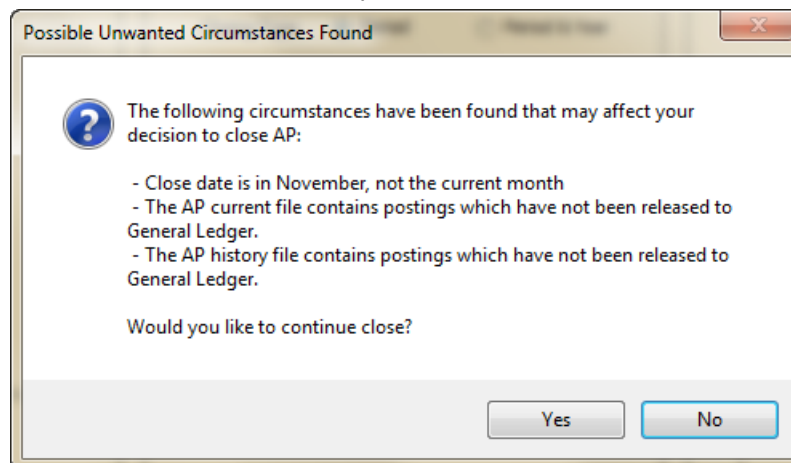 Possible Unwanted Circumstances Found
The following circumstances have been found that may affect your
decision to close AP:
- Close date is in November, not the current month
- The AP current file contains postings which have not been released to
General Ledger.
- The AP history file contains postings which have not been released to
General Ledger.
Would you like to continue close?
Yes No